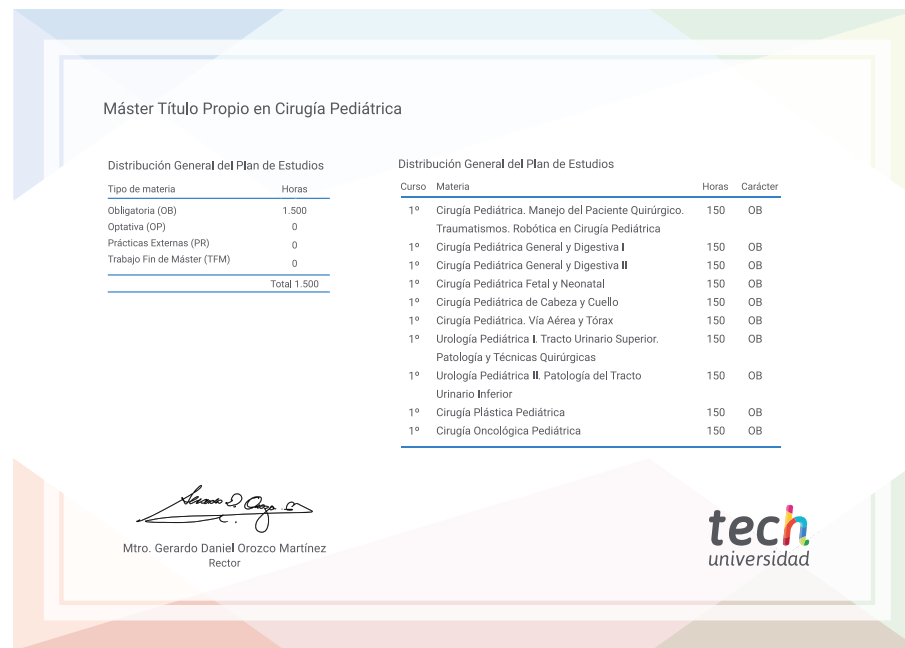 Máster Título Propio en Cirugía Pediátrica
Distribución General del Plan de Estudios
Tipo de materia Horas
Obligatoria (OB) 1.500
Optativa (OP) 0
Prácticas Externas (PR) 0
Trabajo Fin de Máster (TFM) 0
Total 1.500
Distribución General del Plan de Estudios
Curso Materia Horas Carácter
1º Cirugía Pediátrica. Manejo del Paciente Quirúrgico. 150 OB
Traumatismos. Robótica en Cirugía Pediátrica
1º Cirugía Pediátrica General y Digestiva I 150 OB
1º Cirugía Pediátrica General y Digestiva II 150 OB
1º Cirugía Pediátrica Fetal y Neonatal 150 OB
1º Cirugía Pediátrica de Cabeza y Cuello 150 OB
1º Cirugía Pediátrica. Vía Aérea y Tórax 150 OB
1º Urología Pediátrica I. Tracto Urinario Superior. 150 OB
Patología y Técnicas Quirúrgicas
1º Urología Pediátrica II. Patología del Tracto 150 OB
Urinario Inferior
1º Cirugía Plástica Pediátrica 150 OB
1º Cirugía Oncológica Pediátrica 150 OB
Mtro. Gerardo Daniel Orozco Martínez
Rector
tech
universidad